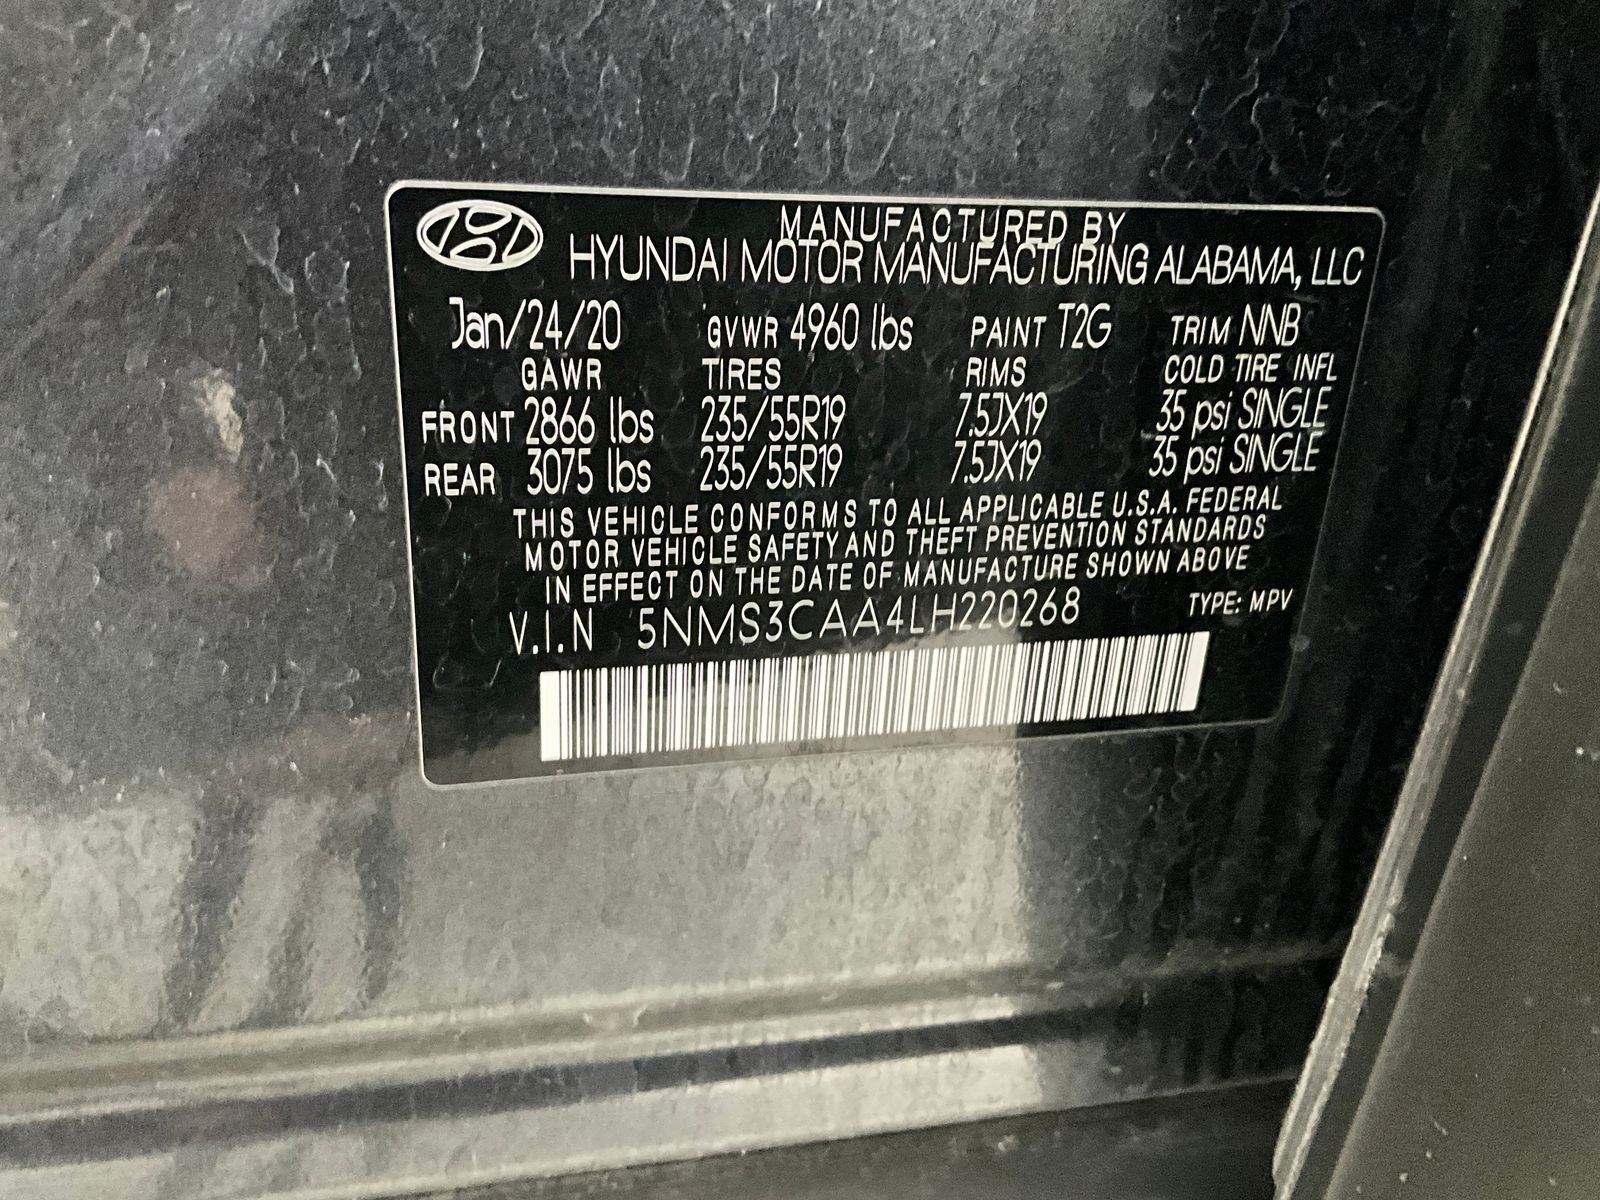 MANUFACTURED BY
HYUNDAI MOTOR MANUFACTURING ALABAMA, LLC
Jan/24/20 GVWR 4960 lbs PAINT T2G TRIM NNB
GAWR TIRES RIMS COLD TIRE INFL
FRONT 2866 lbs 235/55R19 7.5JX19 35 psi SINGLE
REAR 3075 lbs 235/55R19 7.5JX19 35 psi SINGLE
THIS VEHICLE CONFORMS TO ALL APPLICABLE U.S.A. FEDERAL
MOTOR VEHICLE SAFETY AND THEFT PREVENTION STANDARDS
IN EFFECT ON THE DATE OF MANUFACTURE SHOWN ABOVE
V.I.N 5NMS3CAA4LH220268 TYPE: MPV